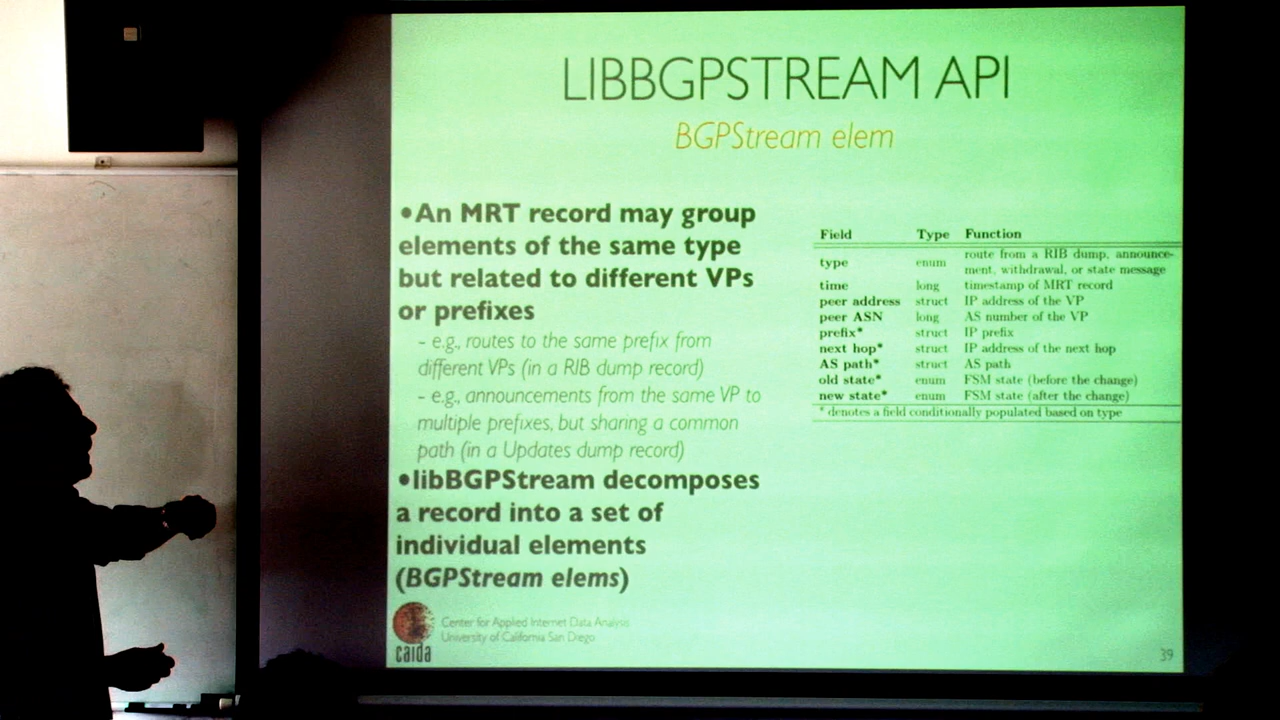 LIBBGPSTREAM API
BGPStream elem
•An MRT record may group
elements of the same type
but related to different VPs
or prefixes
- e.g., routes to the same prefix from
different VPs (in a RIB dump record)
- e.g., announcements from the same VP to
multiple prefixes, but sharing a common
path (in a Updates dump record)
•libBGPStream decomposes
a record into a set of
individual elements
(BGPStream elems)
Field Type Function
type enum route from a RIB dump, announce-
ment, withdrawal, or state message
time long timestamp of MRT record
peer address struct IP address of the VP
peer ASN long AS number of the VP
prefix* struct IP prefix
next hop* struct IP address of the next hop
AS path* struct AS path
old state* enum FSM state (before the change)
new state* enum FSM state (after the change)
* denotes a field conditionally populated based on type
caida
Center for Applied Internet Data Analysis
University of California San Diego
39